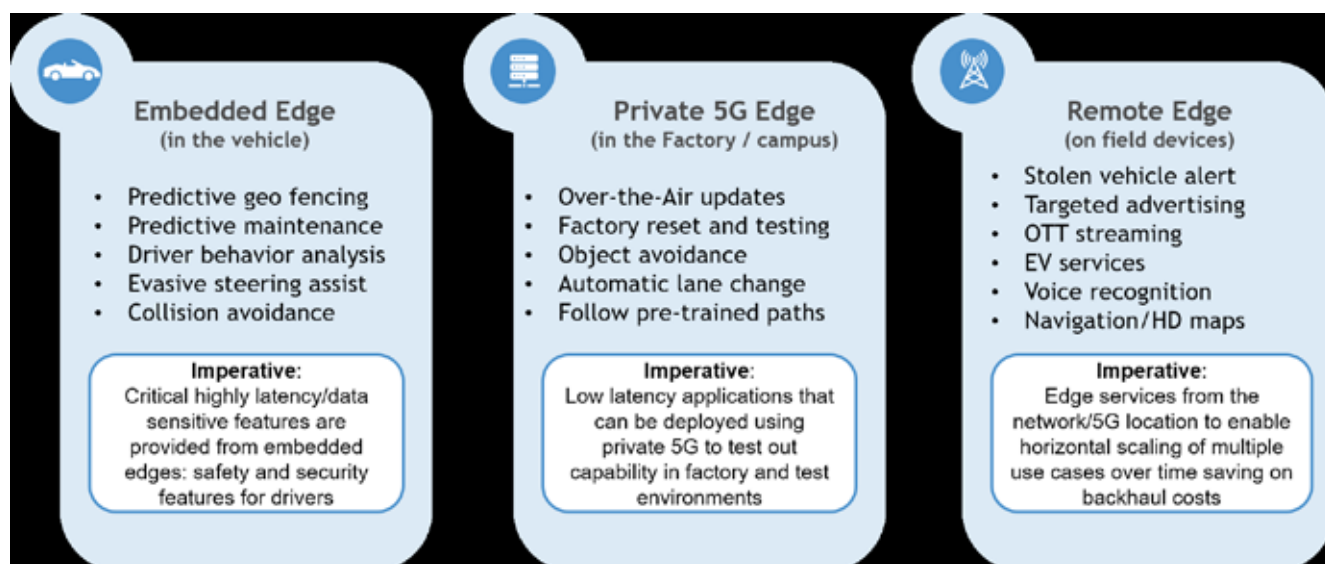 Embedded Edge
(in the vehicle)
• Predictive geo fencing
• Predictive maintenance
• Driver behavior analysis
• Evasive steering assist
• Collision avoidance
Imperative:
Critical highly latency/data
sensitive features are
provided from embedded
edges: safety and security
features for drivers
Private 5G Edge
(in the Factory / campus)
• Over-the-Air updates
• Factory reset and testing
• Object avoidance
• Automatic lane change
• Follow pre-trained paths
Imperative:
Low latency applications that
can be deployed using
private 5G to test out
capability in factory and test
environments
Remote Edge
(on field devices)
• Stolen vehicle alert
• Targeted advertising
• OTT streaming
• EV services
• Voice recognition
• Navigation/HD maps
Imperative:
Edge services from the
network/5G location to enable
horizontal scaling of multiple
use cases over time saving on
backhaul costs